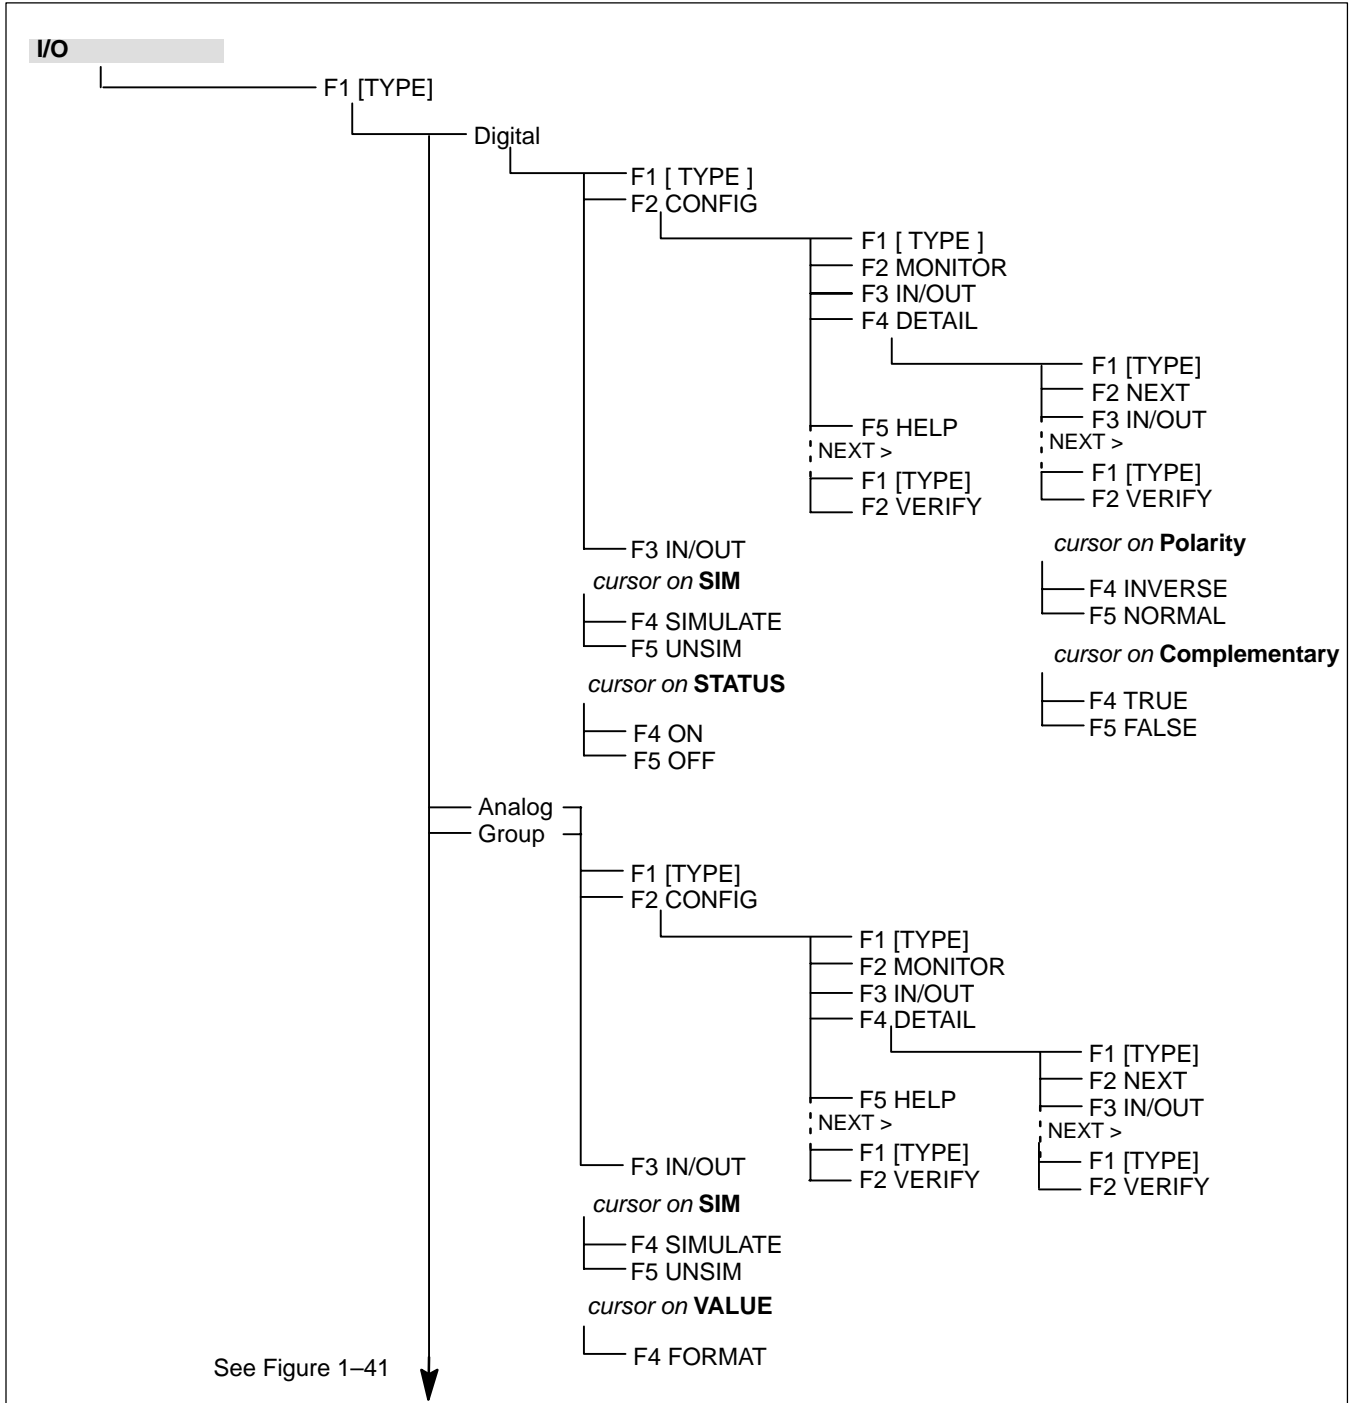 I/O
F1 [TYPE]
Digital
F1 [ TYPE ]
F2 CONFIG
F1 [ TYPE ]
F2 MONITOR
F3 IN/OUT
F4 DETAIL
F1 [TYPE]
F2 NEXT
F3 IN/OUT
NEXT >
F1 [TYPE]
F2 VERIFY
cursor on Polarity
F4 INVERSE
F5 NORMAL
cursor on Complementary
F4 TRUE
F5 FALSE
F5 HELP
NEXT >
F1 [TYPE]
F2 VERIFY
F3 IN/OUT
cursor on SIM
F4 SIMULATE
F5 UNSIM
cursor on STATUS
F4 ON
F5 OFF
Analog
Group
F1 [TYPE]
F2 CONFIG
F1 [TYPE]
F2 MONITOR
F3 IN/OUT
F4 DETAIL
F1 [TYPE]
F2 NEXT
F3 IN/OUT
NEXT >
F1 [TYPE]
F2 VERIFY
F5 HELP
NEXT >
F1 [TYPE]
F2 VERIFY
F3 IN/OUT
cursor on SIM
F4 SIMULATE
F5 UNSIM
cursor on VALUE
F4 FORMAT
See Figure 1–41